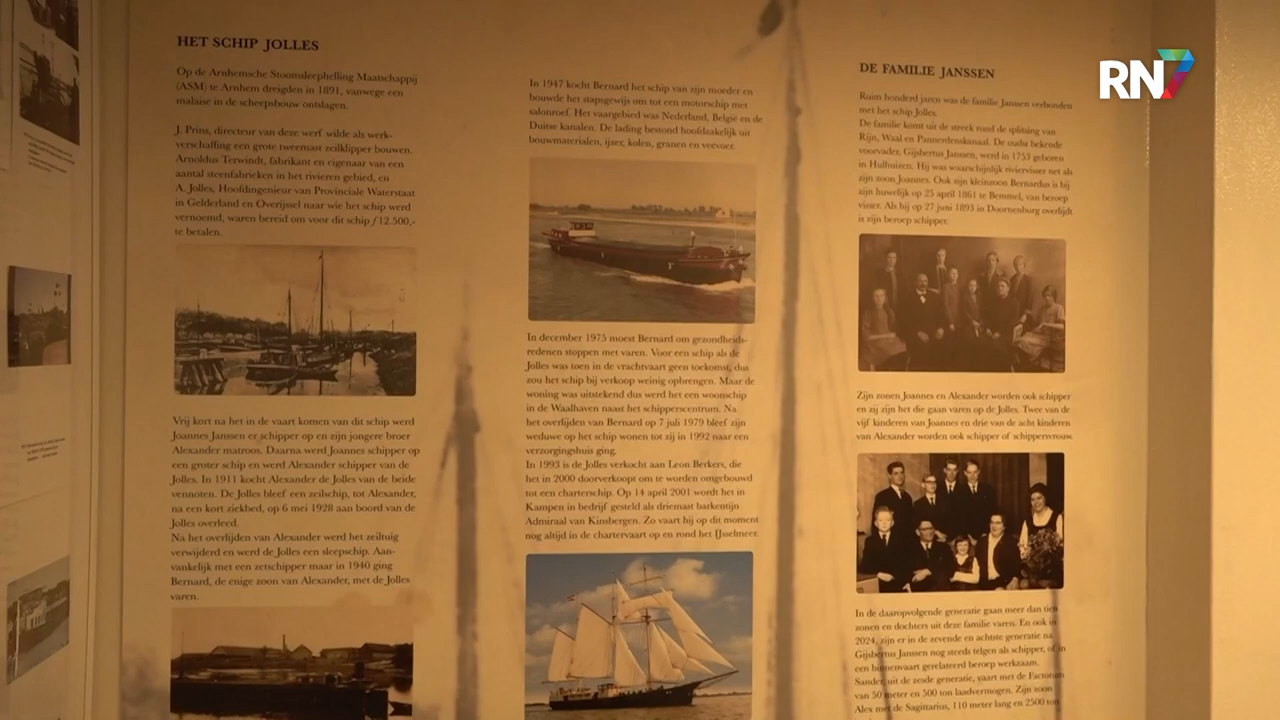 HET SCHIP JOLLES
Op de Arnhemsche Stoomsleephelling Maatschappij
(ASM) te Arnhem dreigden in 1891, vanwege een
malaise in de scheepsbouw ontslagen.
J. Prins, directeur van deze werf wilde als werk-
verschaffing een grote tweemast zeilklipper bouwen.
Arnoldus Terwindt, fabrikant en eigenaar van een
aantal steenfabrieken in het rivieren gebied, en
A. Jolles, Hoofdingenieur van Provinciale Waterstaat
in Gelderland en Overijssel naar wie het schip werd
vernoemd, waren bereid om voor dit schip ƒ 12.500,-
te betalen.
Vrij kort na het in de vaart komen van dit schip werd
Joannes Janssen er schipper op en zijn jongere broer
Alexander matroos. Daarna werd Joannes schipper op
een groter schip en werd Alexander schipper van de
Jolles. In 1911 kocht Alexander de Jolles van de beide
vennoten. De Jolles bleef een zeilschip, tot Alexander,
na een kort ziekbed, op 6 mei 1928 aan boord van de
Jolles overleed.
Na het overlijden van Alexander werd het zeiltuig
verwijderd en werd de Jolles een sleepschip. Aan-
vankelijk met een zetschipper maar in 1940 ging
Bernard, de enige zoon van Alexander, met de Jolles
varen.
In 1947 kocht Bernard het schip van zijn moeder en
bouwde het stapsgewijs om tot een motorschip met
salonroef. Het vaargebied was Nederland, België en de
Duitse kanalen. De lading bestond hoofdzakelijk uit
bouwmaterialen, ijzer, kolen, granen en veevoer.
In december 1975 moest Bernard om gezondheids-
redenen stoppen met varen. Voor een schip als de
Jolles was toen in de vrachtvaart geen toekomst, dus
zou het schip bij verkoop weinig opbrengen. Maar de
woning was uitstekend dus werd het een woonschip
in de Waalhaven naast het schipperscentrum. Na
het overlijden van Bernard op 7 juli 1979 bleef zijn
weduwe op het schip wonen tot zij in 1992 naar een
verzorgingshuis ging.
In 1993 is de Jolles verkocht aan Leon Berkers, die
het in 2000 doorverkoopt om te worden omgebouwd
tot een charterschip. Op 14 april 2001 wordt het in
Kampen in bedrijf gesteld als driemast barkentijn
Admiraal van Kinsbergen. Zo vaart hij op dit moment
nog altijd in de chartervaart op en rond het IJsselmeer.
DE FAMILIE JANSSEN
Ruim honderd jaren was de familie Janssen verbonden
met het schip Jolles.
De familie komt uit de streek rond de splitsing van
Rijn, Waal en Pannerdenskanaal. De oudst bekende
voorvader, Gijsbertus Janssen, werd in 1753 geboren
in Hulhuizen. Hij was waarschijnlijk riviervisser net als
zijn zoon Joannes. Ook zijn kleinzoon Bernardus is bij
zijn huwelijk op 25 april 1861 te Bemmel, van beroep
visser. Als hij op 27 juni 1893 in Doornenburg overlijdt
is zijn beroep schipper.
Zijn zonen Joannes en Alexander worden ook schipper
en zij zijn het die gaan varen op de Jolles. Twee van de
vijf kinderen van Joannes en drie van de acht kinderen
van Alexander worden ook schipper of schippersvrouw.
In de daaropvolgende generatie gaan meer dan tien
zonen en dochters uit deze familie varen. En ook in
2024, zijn er in de zevende en achtste generatie na
Gijsbertus Janssen nog steeds telgen als schipper, of in
een binnenvaart gerelateerd beroep werkzaam.
Sander, uit de zesde generatie, vaart met de Factorum
van 50 meter en 500 ton laadvermogen. Zijn zoon
Alex met de Sagittarius, 110 meter lang en 2500 ton
RN7